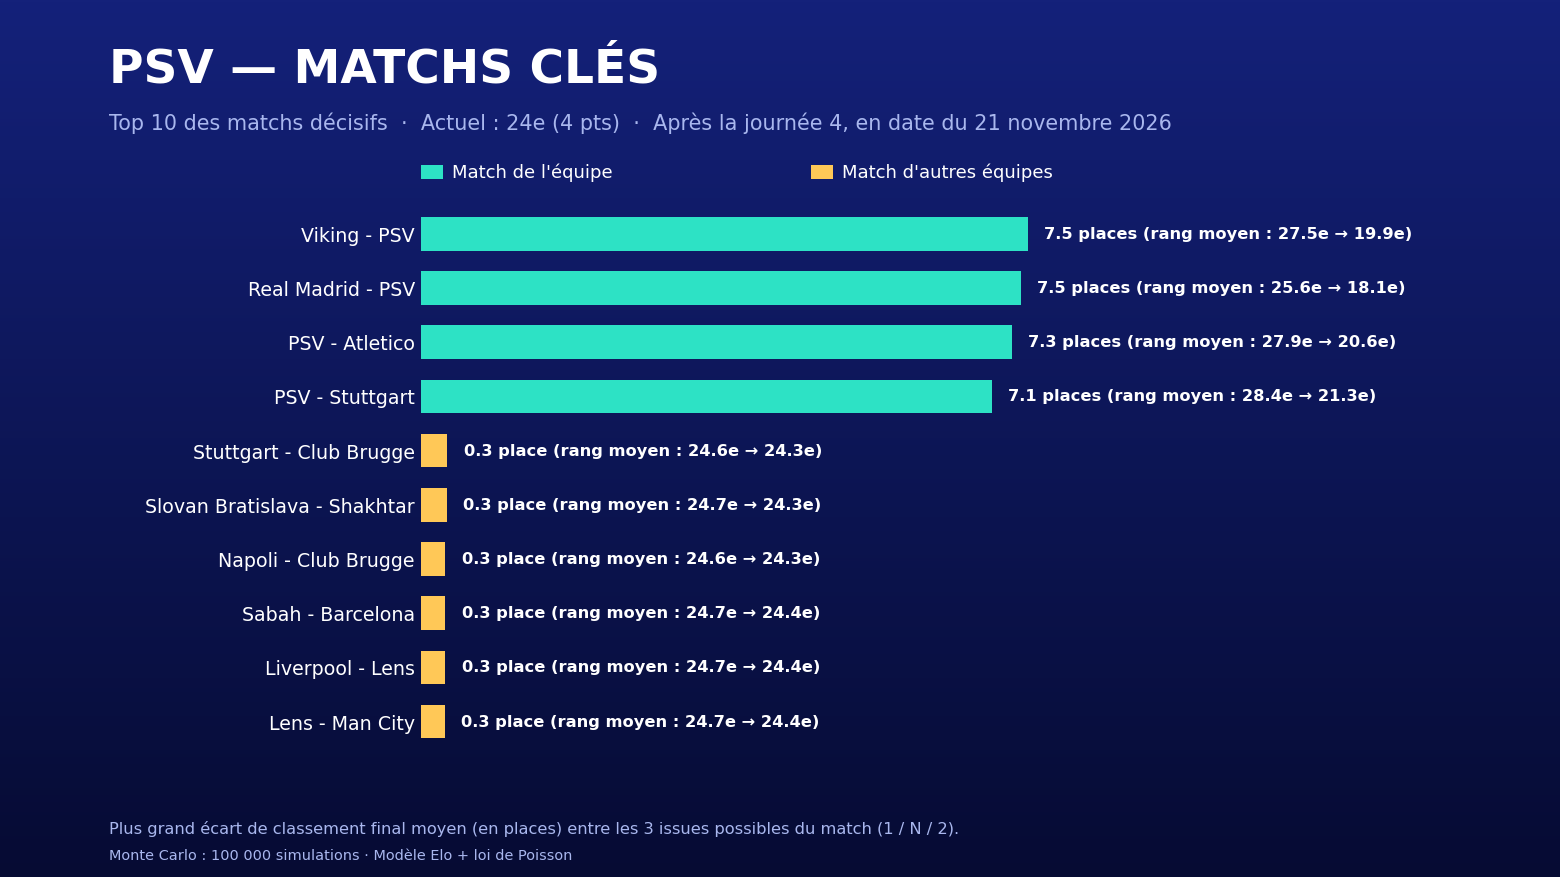 PSV — MATCHS CLÉS
Top 10 des matchs décisifs · Actuel : 24e (4 pts) · Après la journée 4, en date du 21 novembre 2026
Match de l'équipe
Match d'autres équipes
Viking - PSV 7.5 places (rang moyen : 27.5e → 19.9e)
Real Madrid - PSV 7.5 places (rang moyen : 25.6e → 18.1e)
PSV - Atletico 7.3 places (rang moyen : 27.9e → 20.6e)
PSV - Stuttgart 7.1 places (rang moyen : 28.4e → 21.3e)
Stuttgart - Club Brugge 0.3 place (rang moyen : 24.6e → 24.3e)
Slovan Bratislava - Shakhtar 0.3 place (rang moyen : 24.7e → 24.3e)
Napoli - Club Brugge 0.3 place (rang moyen : 24.6e → 24.3e)
Sabah - Barcelona 0.3 place (rang moyen : 24.7e → 24.4e)
Liverpool - Lens 0.3 place (rang moyen : 24.7e → 24.4e)
Lens - Man City 0.3 place (rang moyen : 24.7e → 24.4e)
Plus grand écart de classement final moyen (en places) entre les 3 issues possibles du match (1 / N / 2).
Monte Carlo : 100 000 simulations · Modèle Elo + loi de Poisson